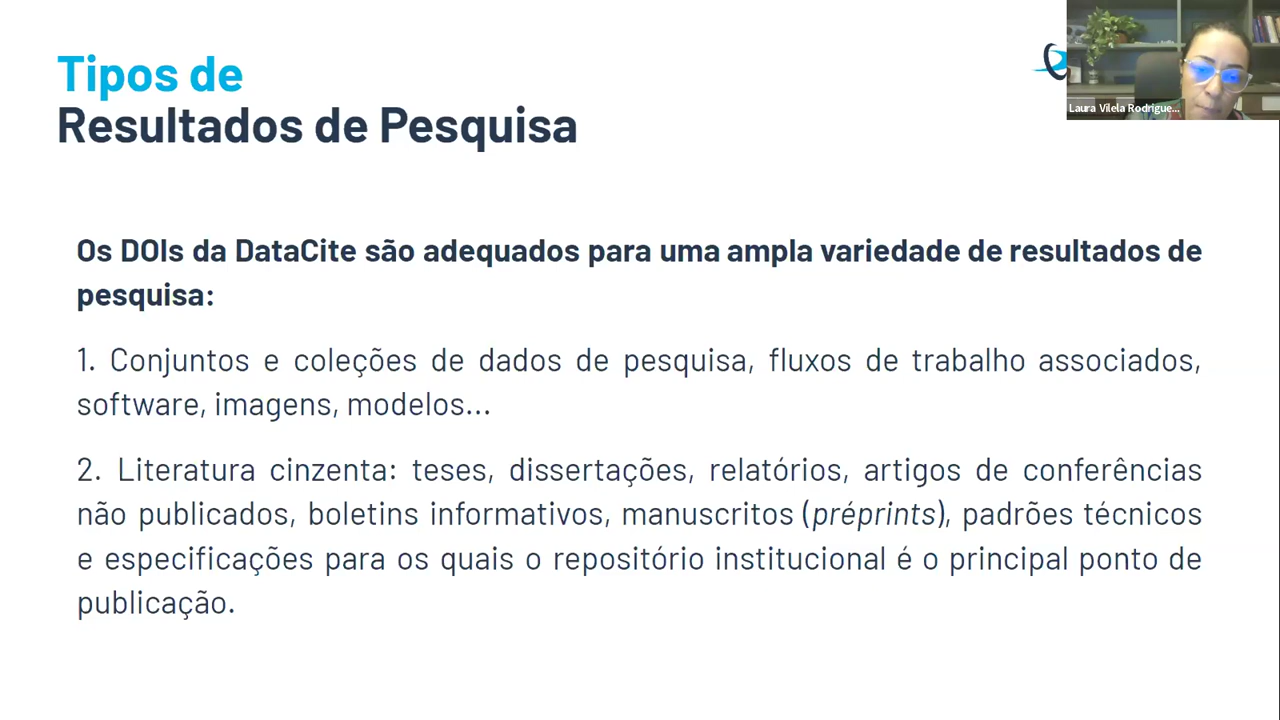 Tipos de
Resultados de Pesquisa
Laura Vilela Rodrigue...
Os DOIs da DataCite são adequados para uma ampla variedade de resultados de
pesquisa:
1. Conjuntos e coleções de dados de pesquisa, fluxos de trabalho associados,
software, imagens, modelos...
2. Literatura cinzenta: teses, dissertações, relatórios, artigos de conferências
não publicados, boletins informativos, manuscritos (préprints), padrões técnicos
e especificações para os quais o repositório institucional é o principal ponto de
publicação.